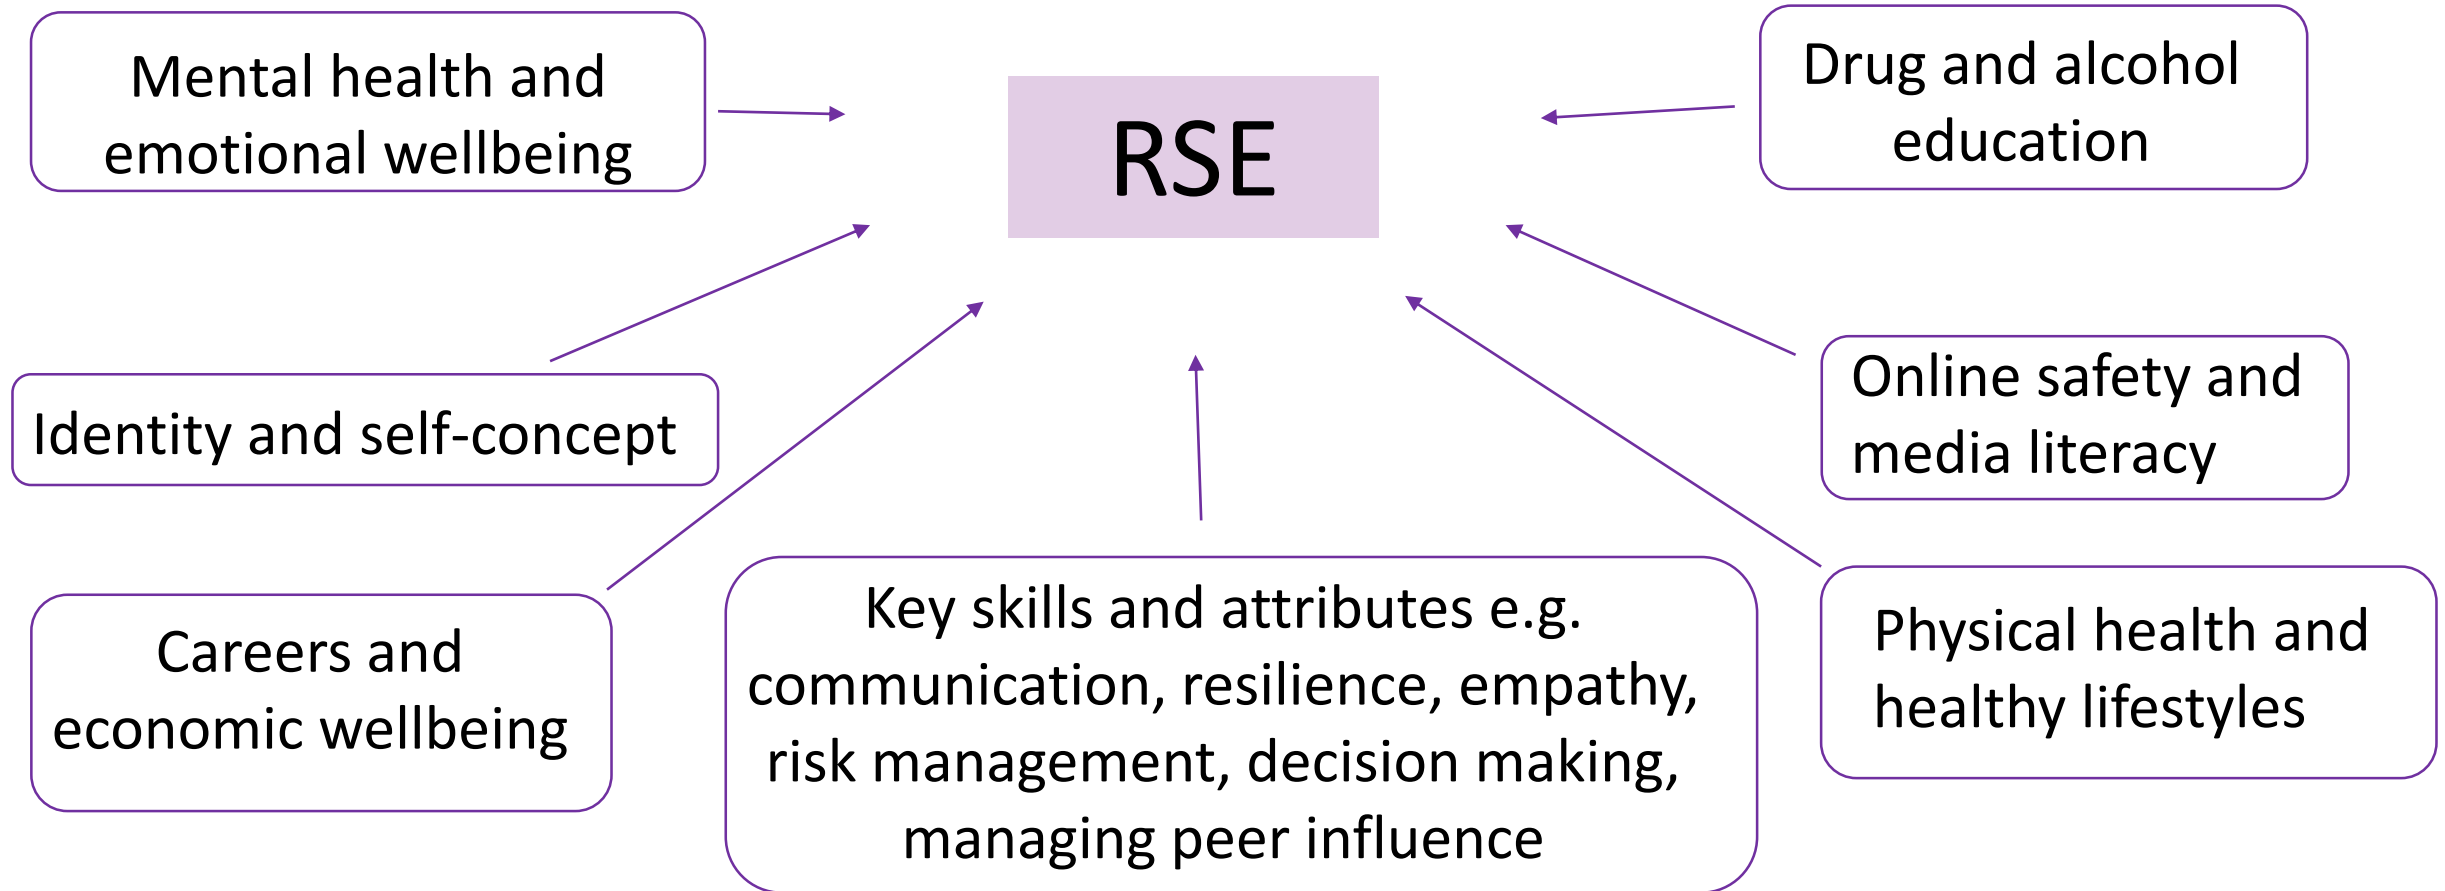 Mental health and
emotional wellbeing
RSE
Drug and alcohol
education
Identity and self-concept
Online safety and
media literacy
Careers and
economic wellbeing
Key skills and attributes e.g.
communication, resilience, empathy,
risk management, decision making,
managing peer influence
Physical health and
healthy lifestyles